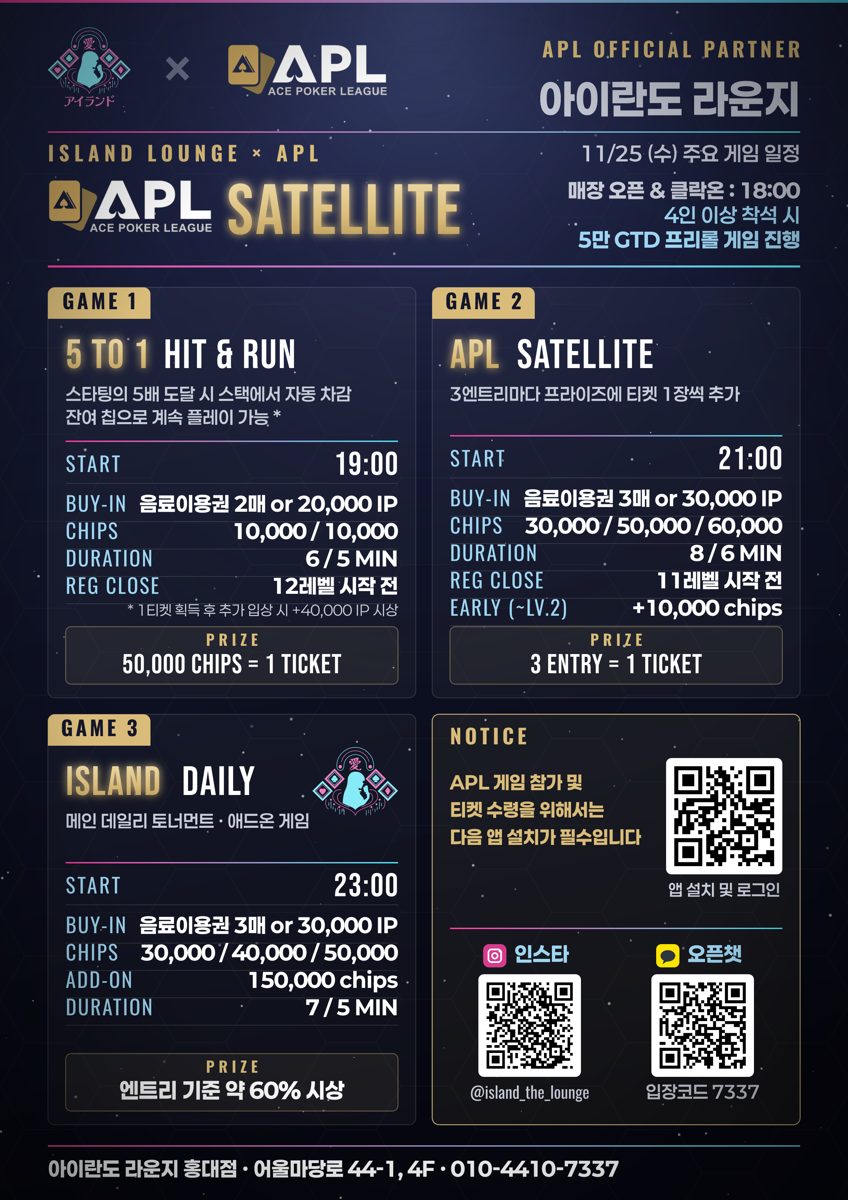 愛
アイランド
×
APL
ACE POKER LEAGUE
APL OFFICIAL PARTNER
아이란도 라운지
ISLAND LOUNGE × APL
APL
ACE POKER LEAGUE
SATELLITE
11/25 (수) 주요 게임 일정
매장 오픈 & 클락온 : 18:00
4인 이상 착석 시
5만 GTD 프리롤 게임 진행
GAME 1
5 TO 1 HIT & RUN
스타팅의 5배 도달 시 스택에서 자동 차감
잔여 칩으로 계속 플레이 가능 *
START 19:00
BUY-IN 음료이용권 2매 or 20,000 IP
CHIPS 10,000 / 10,000
DURATION 6 / 5 MIN
REG CLOSE 12레벨 시작 전
* 1티켓 획득 후 추가 입상 시 +40,000 IP 시상
PRIZE
50,000 CHIPS = 1 TICKET
GAME 2
APL SATELLITE
3엔트리마다 프라이즈에 티켓 1장씩 추가
START 21:00
BUY-IN 음료이용권 3매 or 30,000 IP
CHIPS 30,000 / 50,000 / 60,000
DURATION 8 / 6 MIN
REG CLOSE 11레벨 시작 전
EARLY (~LV.2) +10,000 chips
PRIZE
3 ENTRY = 1 TICKET
GAME 3
ISLAND DAILY
愛
메인 데일리 토너먼트 · 애드온 게임
START 23:00
BUY-IN 음료이용권 3매 or 30,000 IP
CHIPS 30,000 / 40,000 / 50,000
ADD-ON 150,000 chips
DURATION 7 / 5 MIN
PRIZE
엔트리 기준 약 60% 시상
NOTICE
APL 게임 참가 및
티켓 수령을 위해서는
다음 앱 설치가 필수입니다
앱 설치 및 로그인
인스타
@island_the_lounge
오픈챗
입장코드 7337
아이란도 라운지 홍대점 · 어울마당로 44-1, 4F · 010-4410-7337